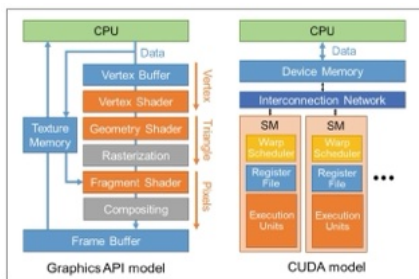 CPU
Data
Vertex Buffer
Vertex Shader
Geometry Shader
Rasterization
Fragment Shader
Compositing
Frame Buffer
Texture
Memory
Vertex
Triangle
Pixels
Graphics API model
CPU
Data
Device Memory
Interconnection Network
SM
Warp
Scheduler
Register
File
Execution
Units
SM
Warp
Scheduler
Register
File
Execution
Units
•••
CUDA model